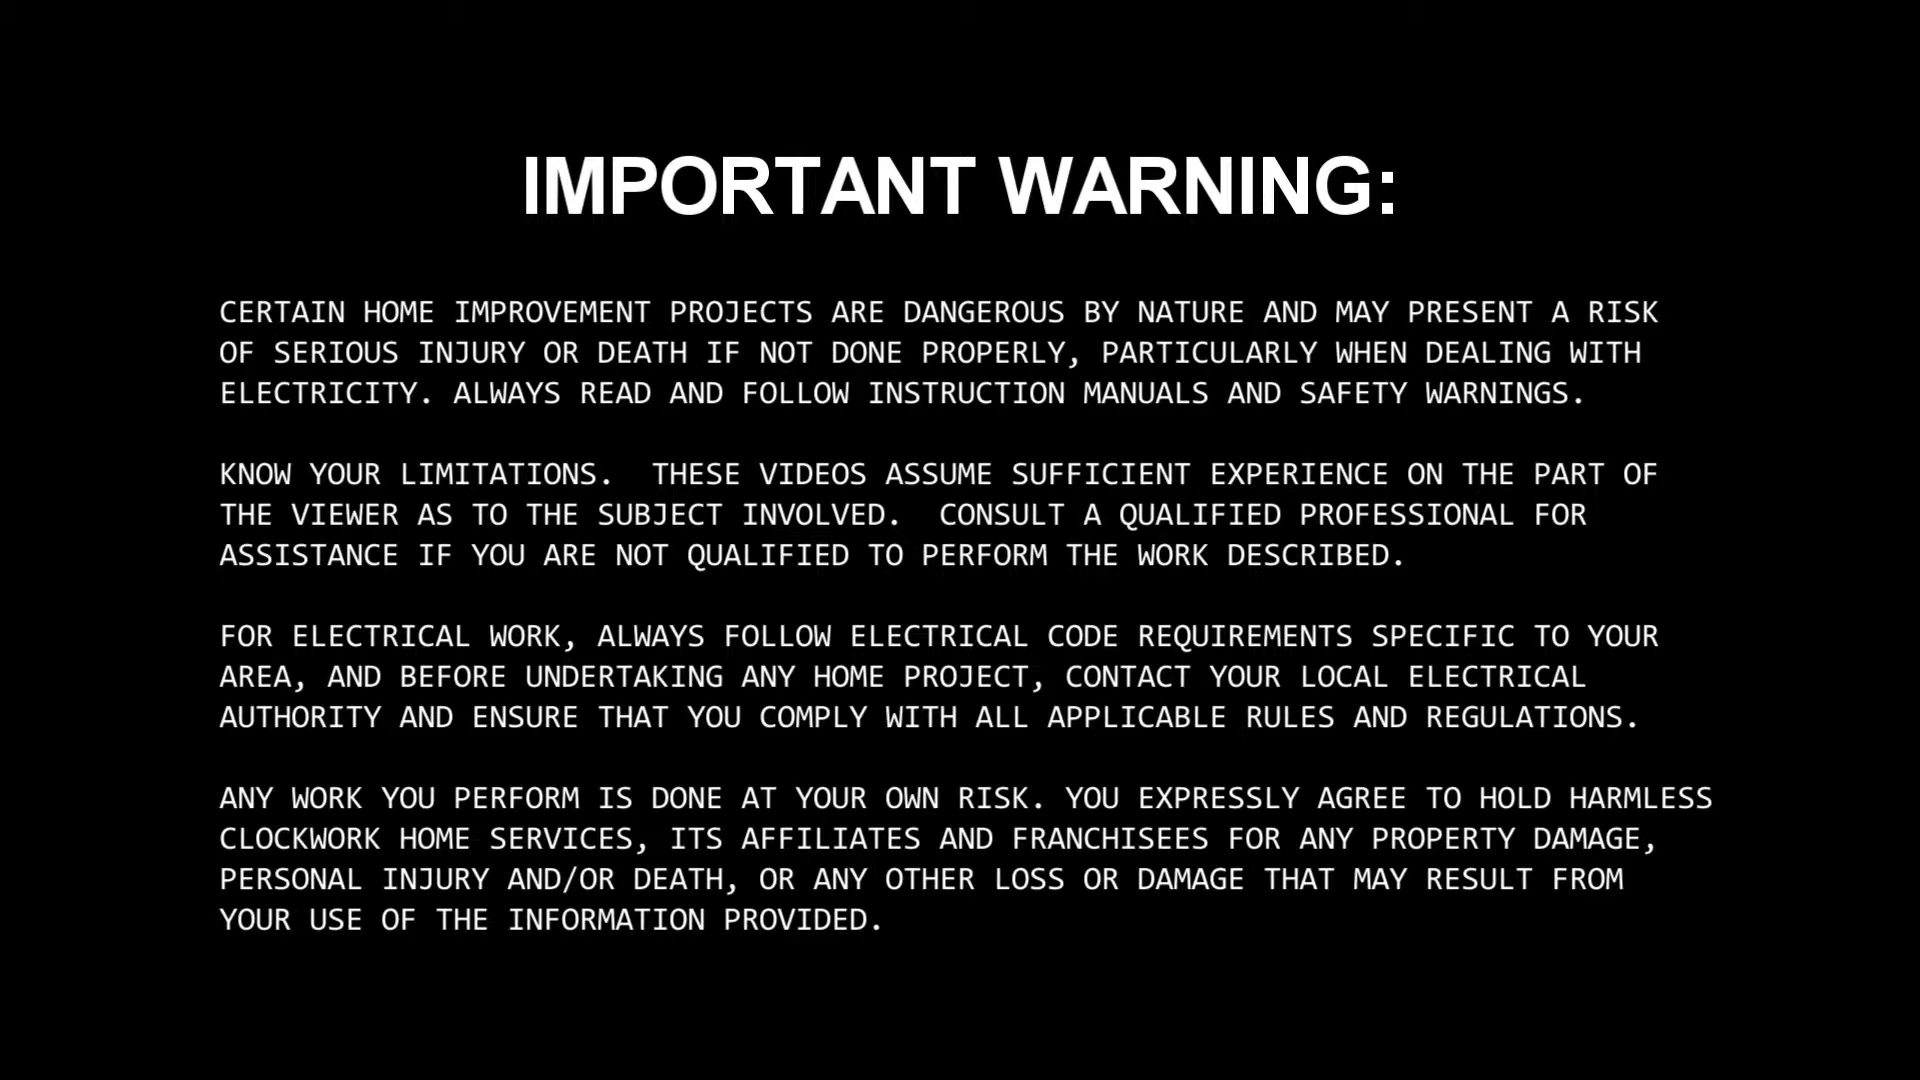 IMPORTANT WARNING:
CERTAIN HOME IMPROVEMENT PROJECTS ARE DANGEROUS BY NATURE AND MAY PRESENT A RISK
OF SERIOUS INJURY OR DEATH IF NOT DONE PROPERLY, PARTICULARLY WHEN DEALING WITH
ELECTRICITY. ALWAYS READ AND FOLLOW INSTRUCTION MANUALS AND SAFETY WARNINGS.
KNOW YOUR LIMITATIONS.  THESE VIDEOS ASSUME SUFFICIENT EXPERIENCE ON THE PART OF
THE VIEWER AS TO THE SUBJECT INVOLVED.  CONSULT A QUALIFIED PROFESSIONAL FOR
ASSISTANCE IF YOU ARE NOT QUALIFIED TO PERFORM THE WORK DESCRIBED.
FOR ELECTRICAL WORK, ALWAYS FOLLOW ELECTRICAL CODE REQUIREMENTS SPECIFIC TO YOUR
AREA, AND BEFORE UNDERTAKING ANY HOME PROJECT, CONTACT YOUR LOCAL ELECTRICAL
AUTHORITY AND ENSURE THAT YOU COMPLY WITH ALL APPLICABLE RULES AND REGULATIONS.
ANY WORK YOU PERFORM IS DONE AT YOUR OWN RISK. YOU EXPRESSLY AGREE TO HOLD HARMLESS
CLOCKWORK HOME SERVICES, ITS AFFILIATES AND FRANCHISEES FOR ANY PROPERTY DAMAGE,
PERSONAL INJURY AND/OR DEATH, OR ANY OTHER LOSS OR DAMAGE THAT MAY RESULT FROM
YOUR USE OF THE INFORMATION PROVIDED.